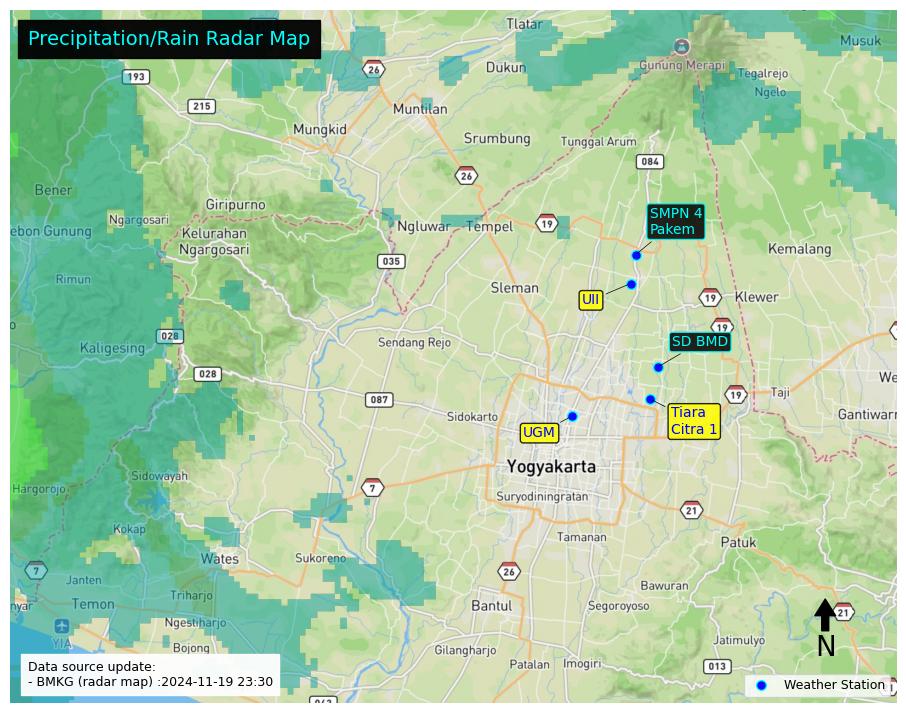 Precipitation/Rain Radar Map
Tlatar
Musuk
26
Gunung Merapi
193
Dukun
Tegalrejo
Ngelo
215
Muntilan
Mungkid
Srumbung
Tunggal Arum
084
26
Bener
Giripurno
SMPN 4
Pakem
Ngargosari
ebon Gunung
Kelurahan
Ngargosari
Ngluwar
Tempel
19
Kemalang
035
Rimun
Sleman
UII
19
Klewer
19
028
Kaligesing
Sendang Rejo
SD BMD
028
We
087
19
Taji
Sidokarto
Tiara
Citra 1
Gantiwarn
UGM
Yogyakarta
Sidowayah
Hargorojo
7
Suryodiningratan
21
Kokap
Tamanan
Patuk
Wates
Sukoreno
7
26
Janten
Bawuran
nyar
Temon
Triharjo
Bantul
Segoroyoso
21
Ngestiharjo
YIA
N
Bojong
Gilangharjo
Jatimulyo
Patalan
Imogiri
013
Data source update:
- BMKG (radar map) :2024-11-19 23:30
Weather Station